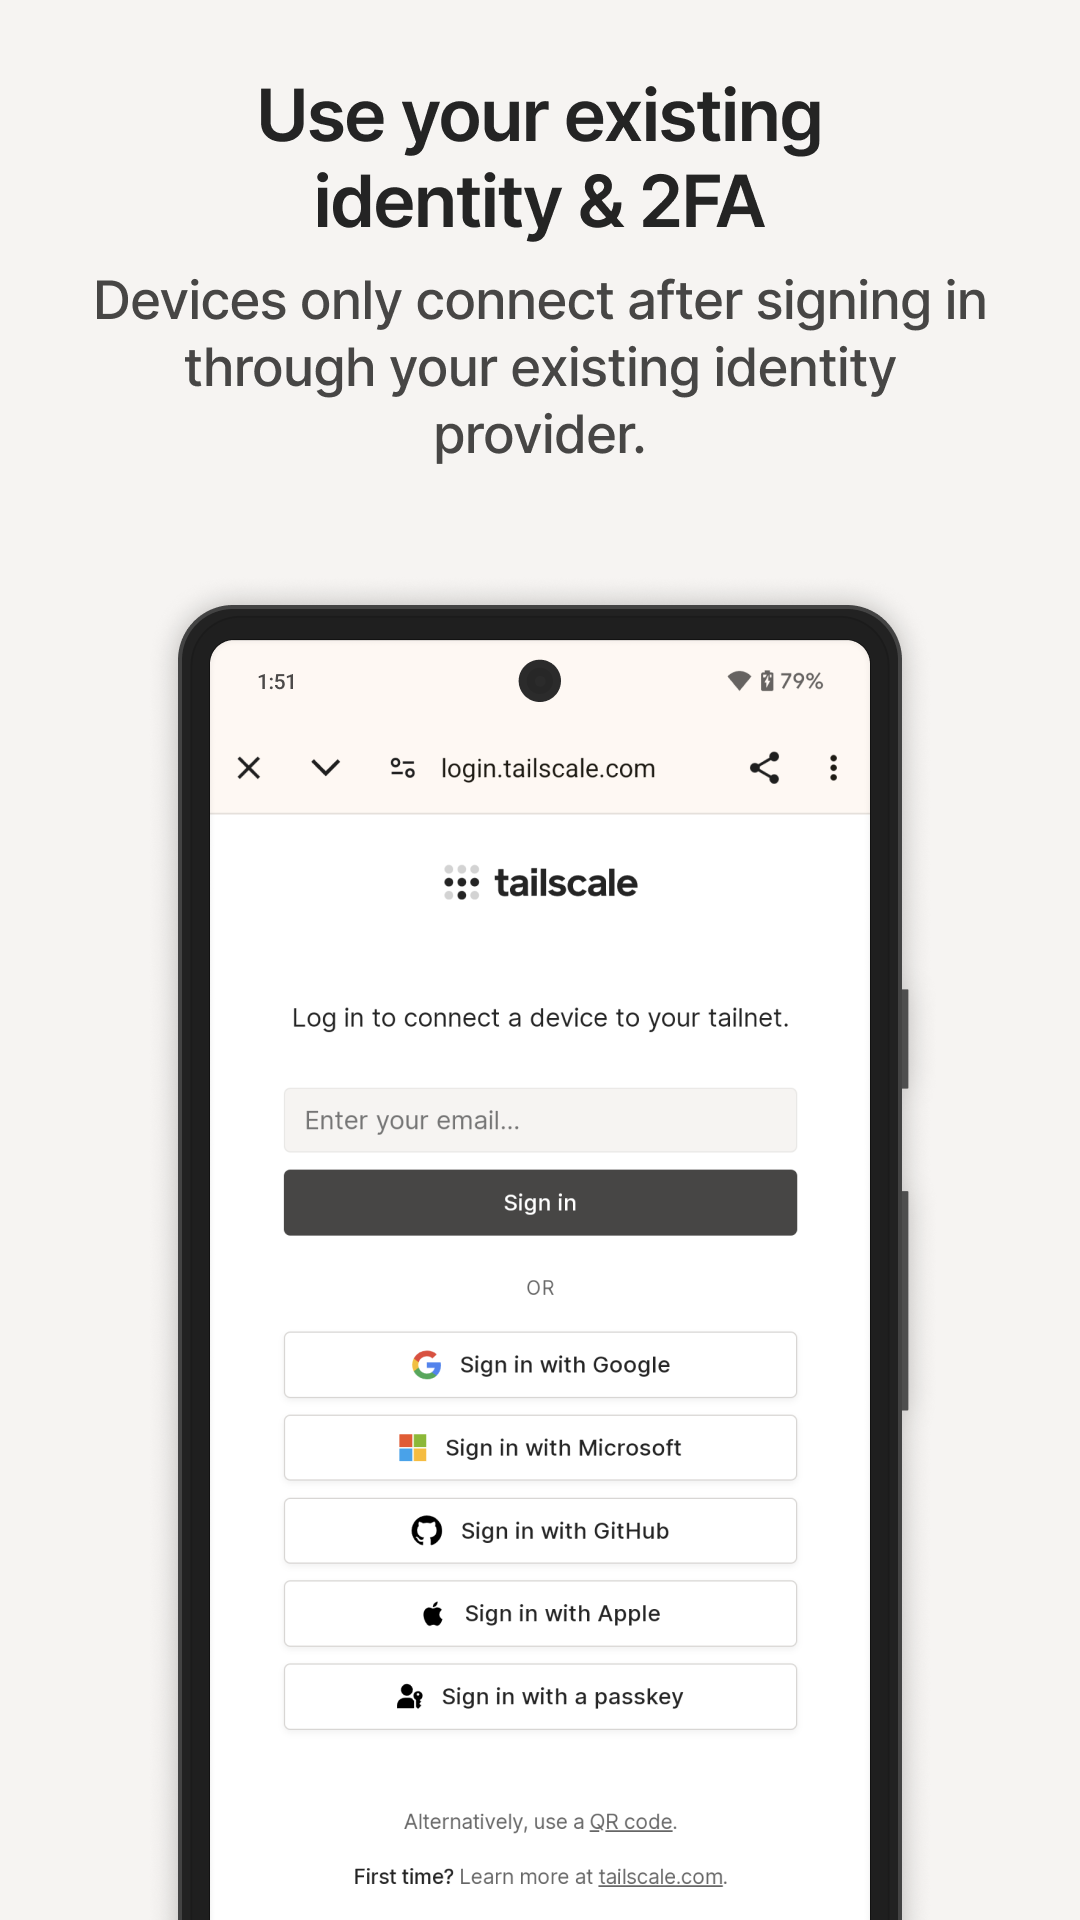 Use your existing
identity & 2FA
Devices only connect after signing in
through your existing identity
provider.
1:51
79%
login.tailscale.com
tailscale
Log in to connect a device to your tailnet.
Enter your email...
Sign in
OR
Sign in with Google
Sign in with Microsoft
Sign in with GitHub
Sign in with Apple
Sign in with a passkey
Alternatively, use a QR code.
First time? Learn more at tailscale.com.